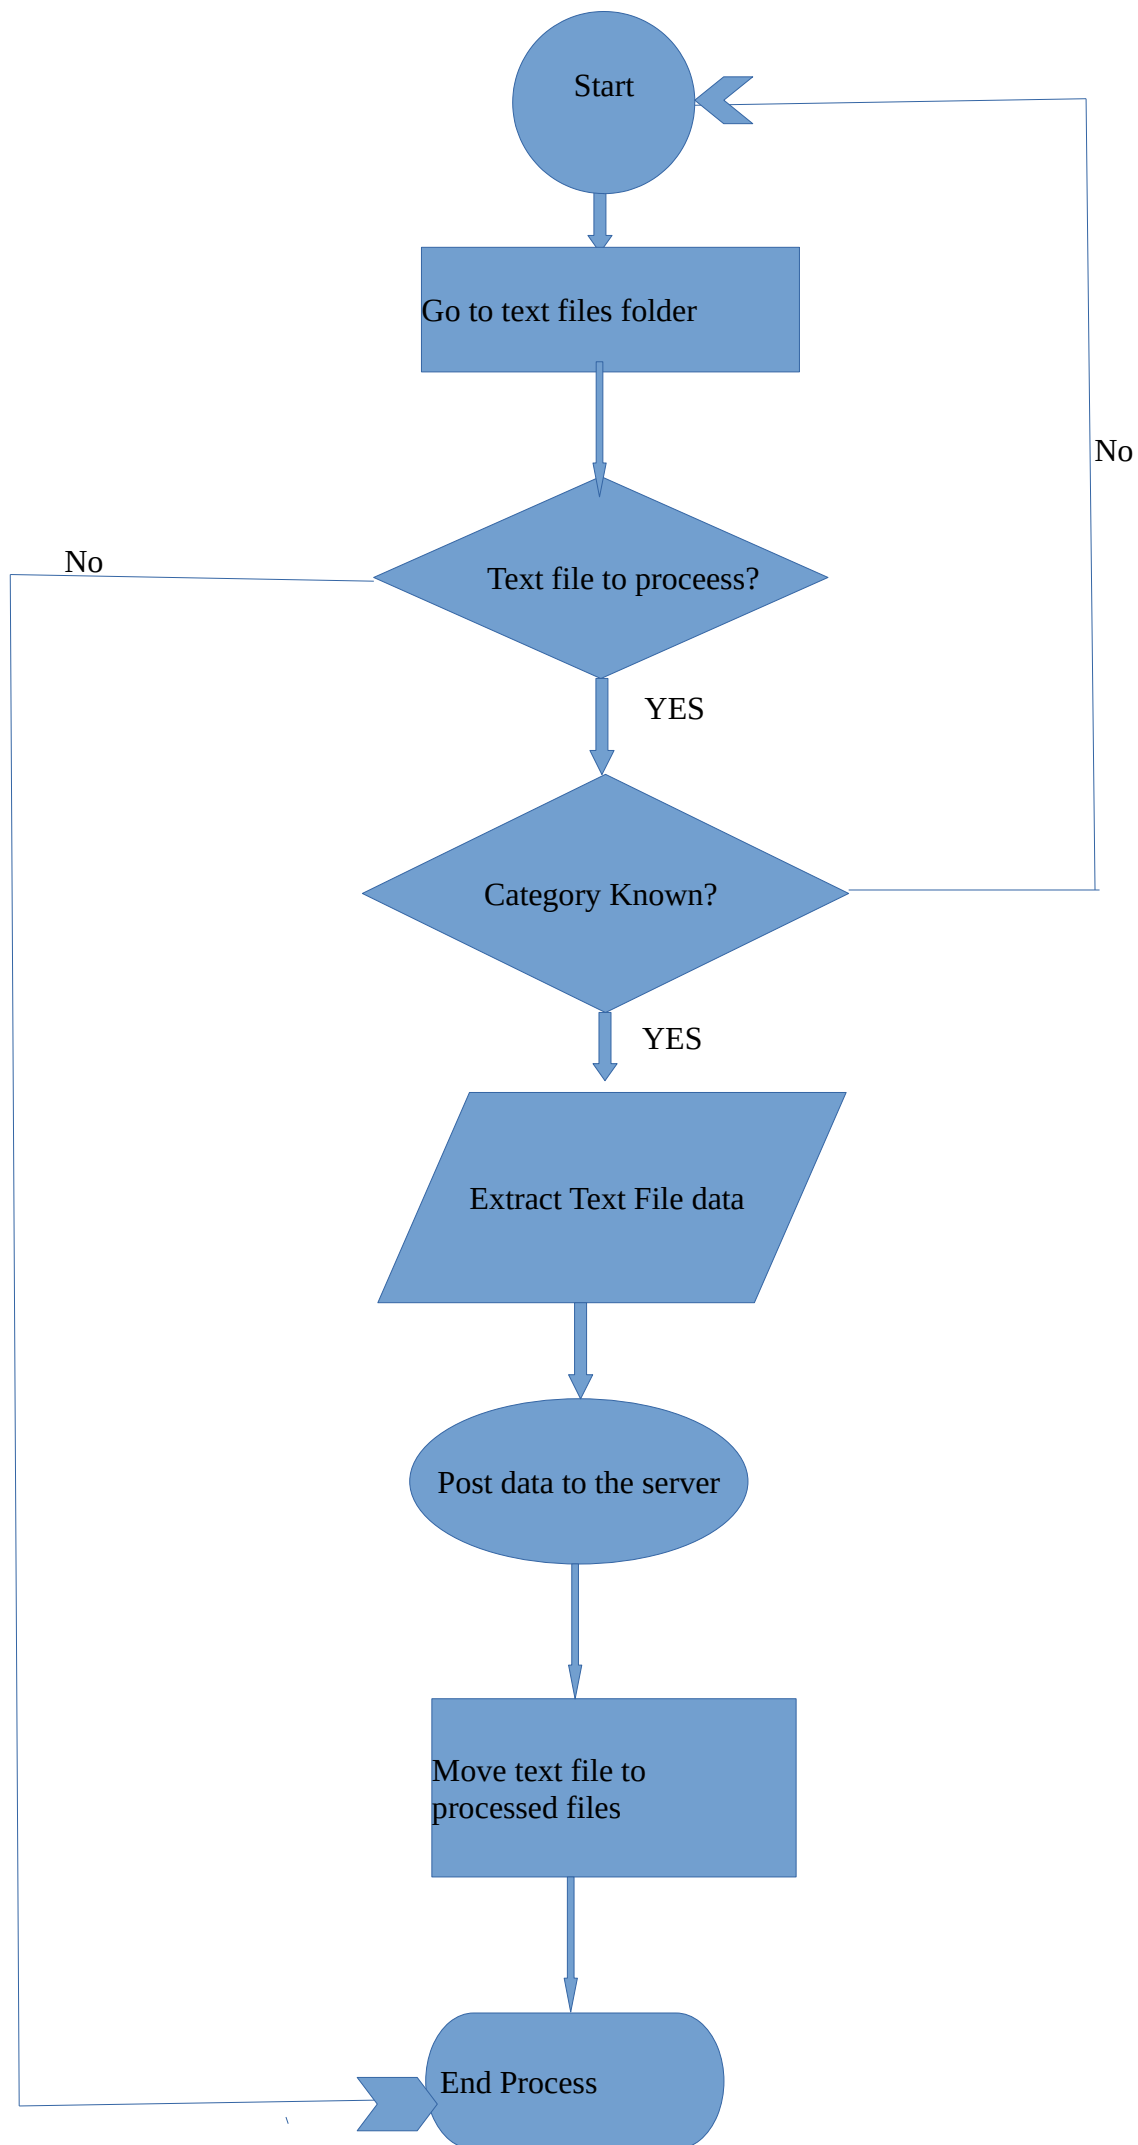 Start
Go to text files folder
No
No
Text file to proceess?
YES
Category Known?
YES
Extract Text File data
Post data to the server
Move text file to
processed files
End Process